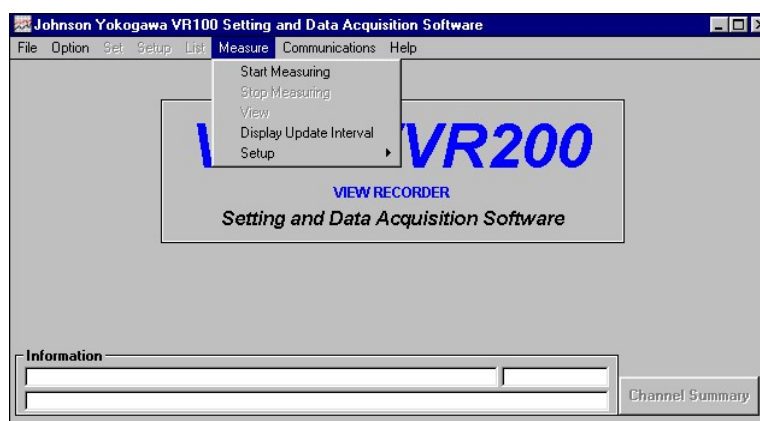 Johnson Yokogawa VR100 Setting and Data Acquisition Software
File Option Set Setup List Measure Communications Help
Start Measuring
Stop Measuring
View
Display Update Interval
Setup
VR200
VIEW RECORDER
Setting and Data Acquisition Software
Information
Channel Summary